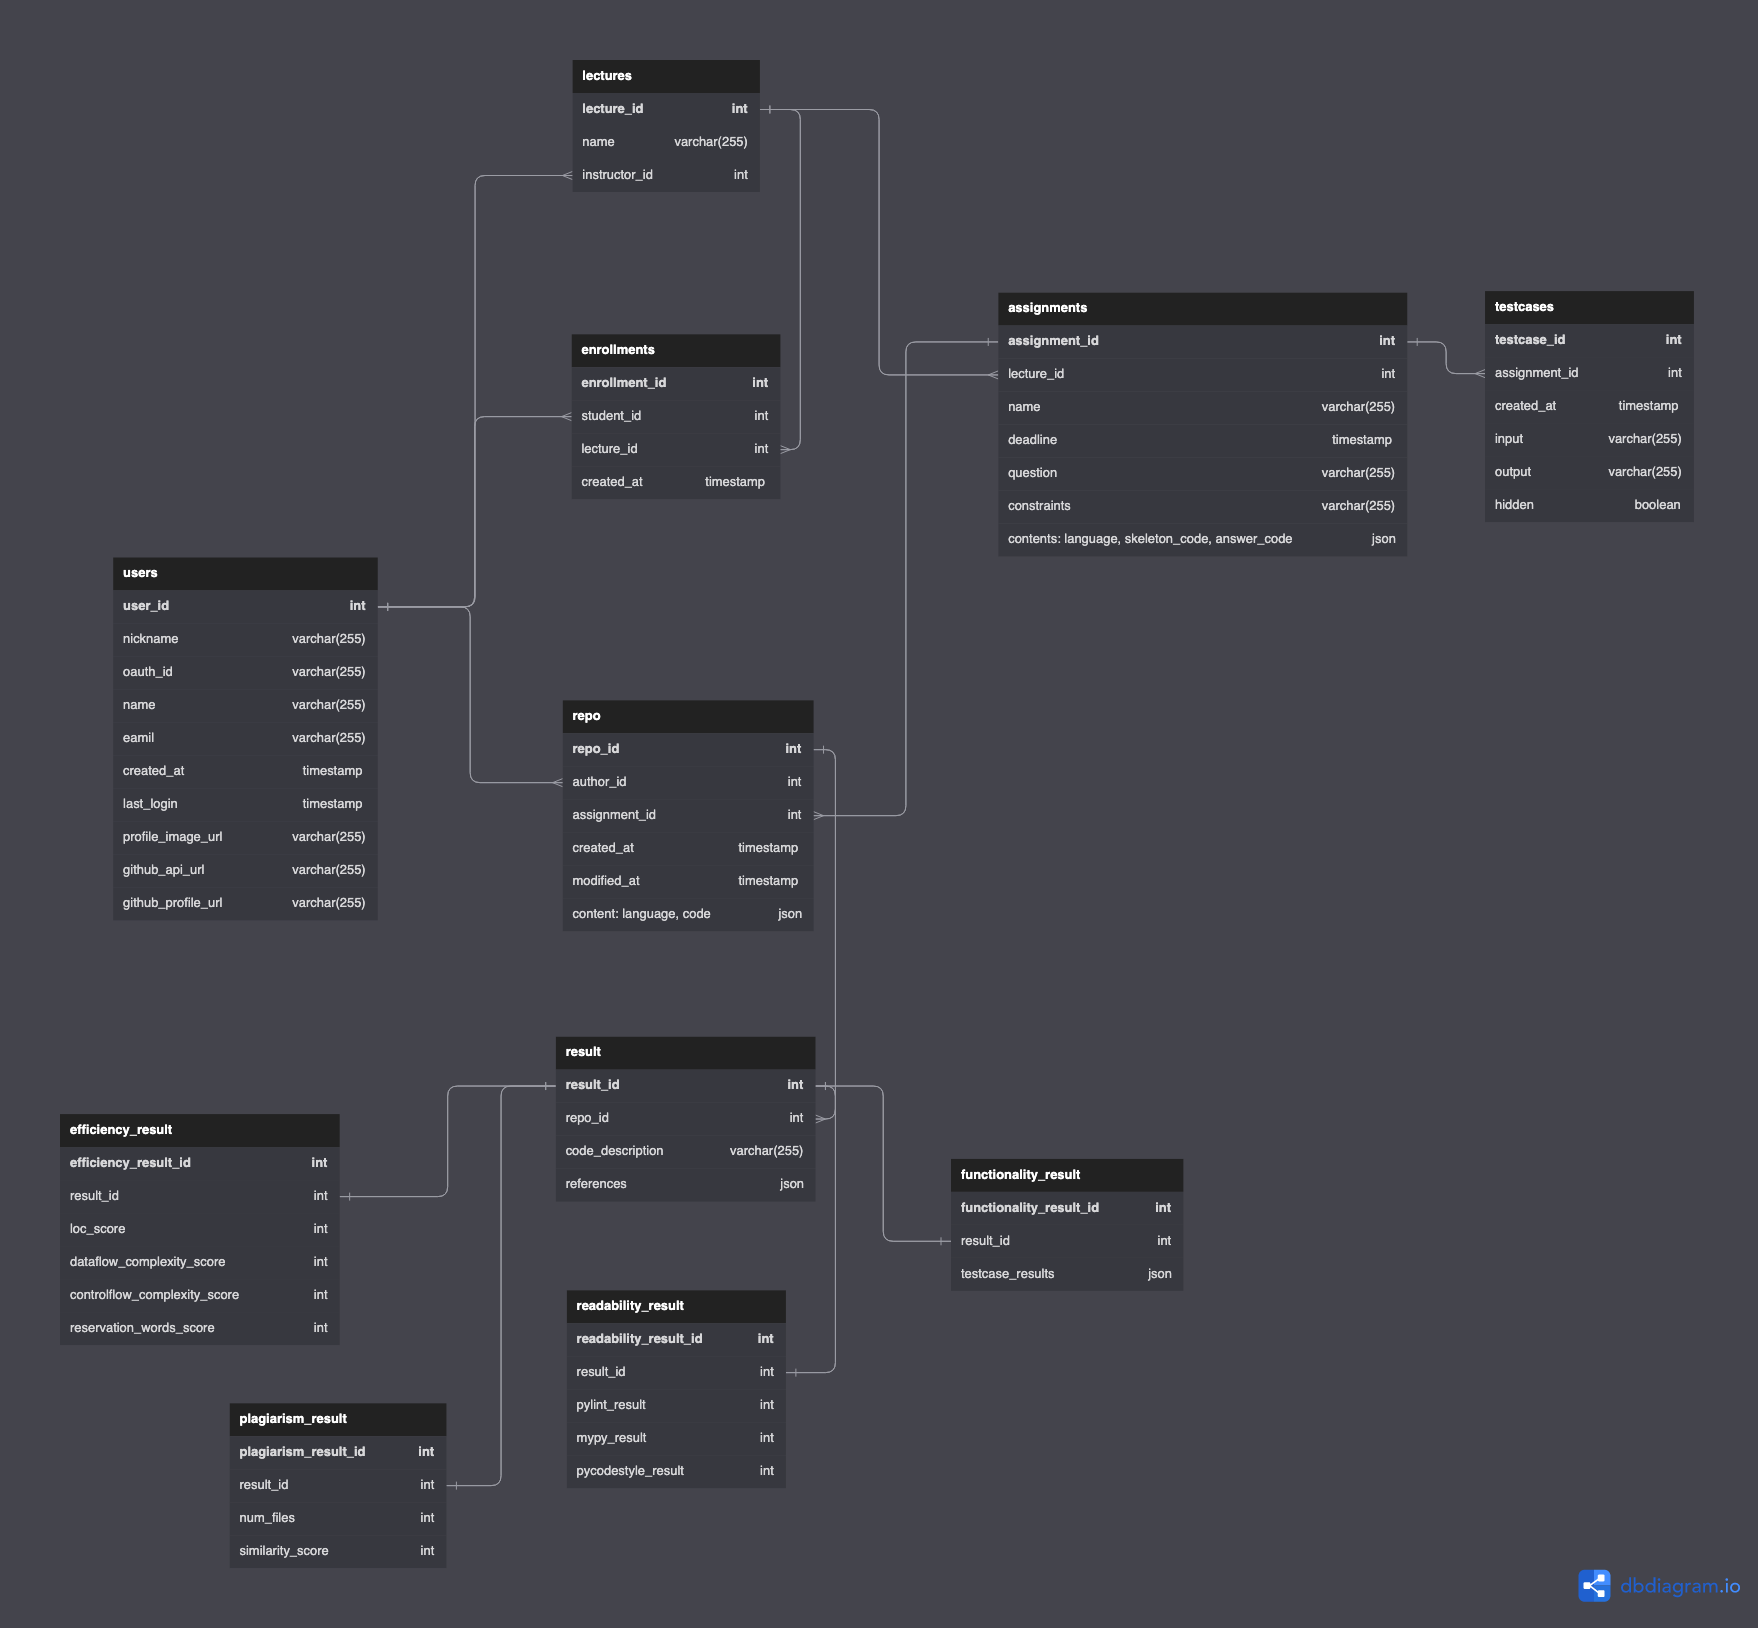 lectures
lecture_id int
name varchar(255)
instructor_id int
enrollments
enrollment_id int
student_id int
lecture_id int
created_at timestamp
assignments
assignment_id int
lecture_id int
name varchar(255)
deadline timestamp
question varchar(255)
constraints varchar(255)
contents: language, skeleton_code, answer_code json
testcases
testcase_id int
assignment_id int
created_at timestamp
input varchar(255)
output varchar(255)
hidden boolean
users
user_id int
nickname varchar(255)
oauth_id varchar(255)
name varchar(255)
eamil varchar(255)
created_at timestamp
last_login timestamp
profile_image_url varchar(255)
github_api_url varchar(255)
github_profile_url varchar(255)
repo
repo_id int
author_id int
assignment_id int
created_at timestamp
modified_at timestamp
content: language, code json
result
result_id int
repo_id int
code_description varchar(255)
references json
efficiency_result
efficiency_result_id int
result_id int
loc_score int
dataflow_complexity_score int
controlflow_complexity_score int
reservation_words_score int
functionality_result
functionality_result_id int
result_id int
testcase_results json
readability_result
readability_result_id int
result_id int
pylint_result int
mypy_result int
pycodestyle_result int
plagiarism_result
plagiarism_result_id int
result_id int
num_files int
similarity_score int
dbdiagram.io